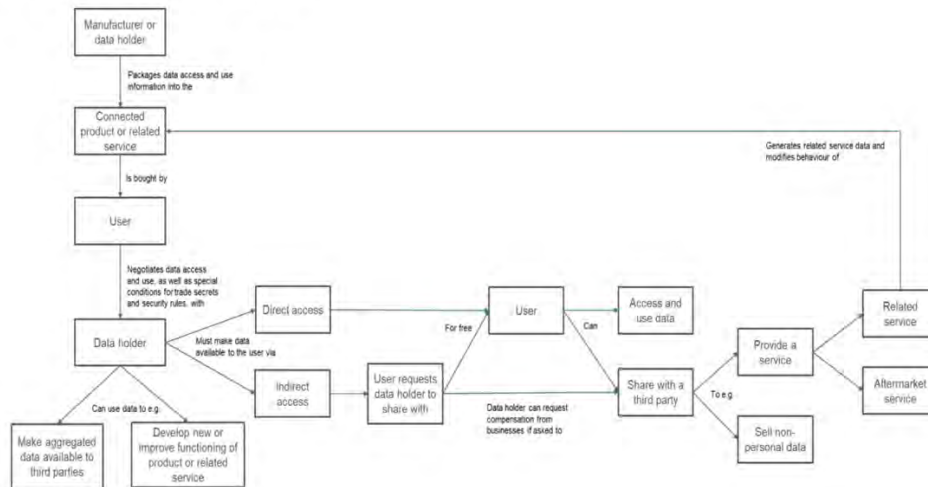 Manufacturer or
data holder
Packages data access and use
information into the
Connected
product or related
service
Generates related service data and
modifies behaviour of
Is bought by
User
Negotiates data access
and use, as well as special
conditions for trade secrets
and security rules, with
Direct access
User
Access and
use data
Related
service
For free
Can
Data holder
Must make data
available to the user via
Provide a
service
Indirect
access
User requests
data holder to
share with
Share with a
third party
Aftermarket
service
Data holder can request
compensation from
businesses if asked to
To e.g.
Can use data to e.g.
Make aggregated
data available to
third parties
Develop new or
improve functioning of
product or related
service
Sell non-
personal data